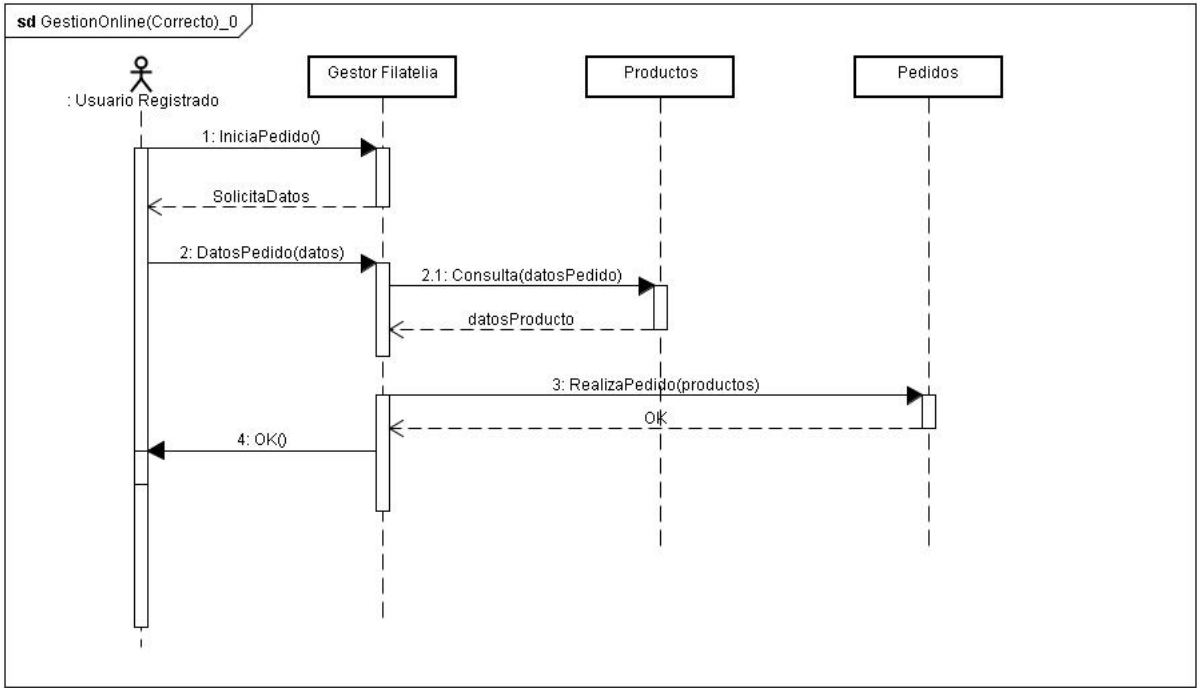 sd GestionOnline(Correcto)_0
: Usuario Registrado
Gestor Filatelia
Productos
Pedidos
1: IniciaPedido()
SolicitaDatos
2: DatosPedido(datos)
2.1: Consulta(datosPedido)
datosProducto
3: RealizaPedido(productos)
OK
4: OK()